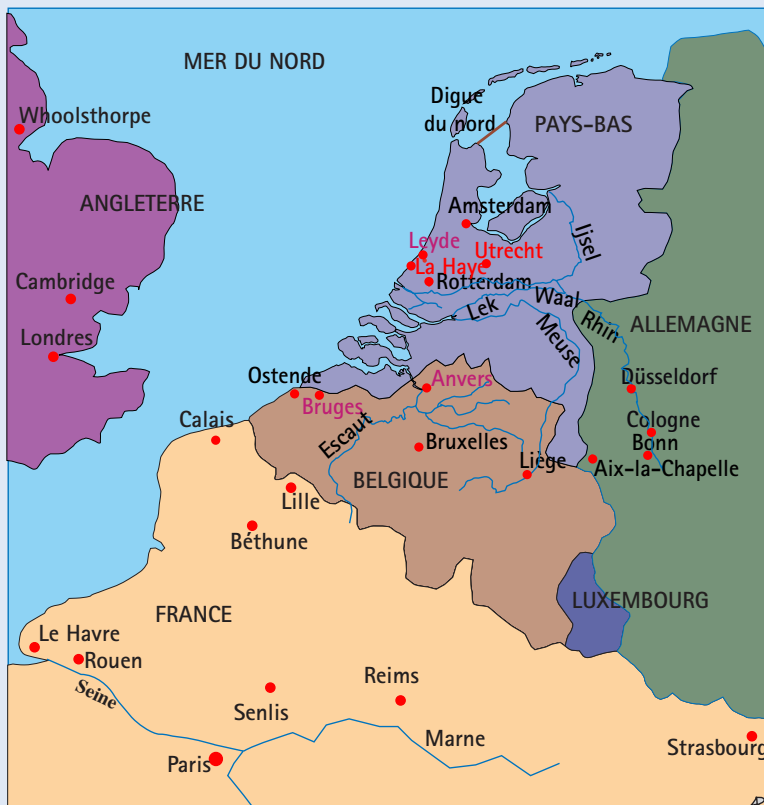 MER DU NORD
Digue
du nord
PAYS-BAS
Whoolsthorpe
ANGLETERRE
Amsterdam
Leyde
Utrecht
Ijsel
La Haye
Rotterdam
Cambridge
Lek
Waal
Rhin
ALLEMAGNE
Londres
Meuse
Ostende
Anvers
Düsseldorf
Bruges
Calais
Escaut
Cologne
Bruxelles
Bonn
Liège
Aix-la-Chapelle
BELGIQUE
Lille
Béthune
LUXEMBOURG
FRANCE
Le Havre
Rouen
Reims
Seine
Senlis
Marne
Strasbourg
Paris